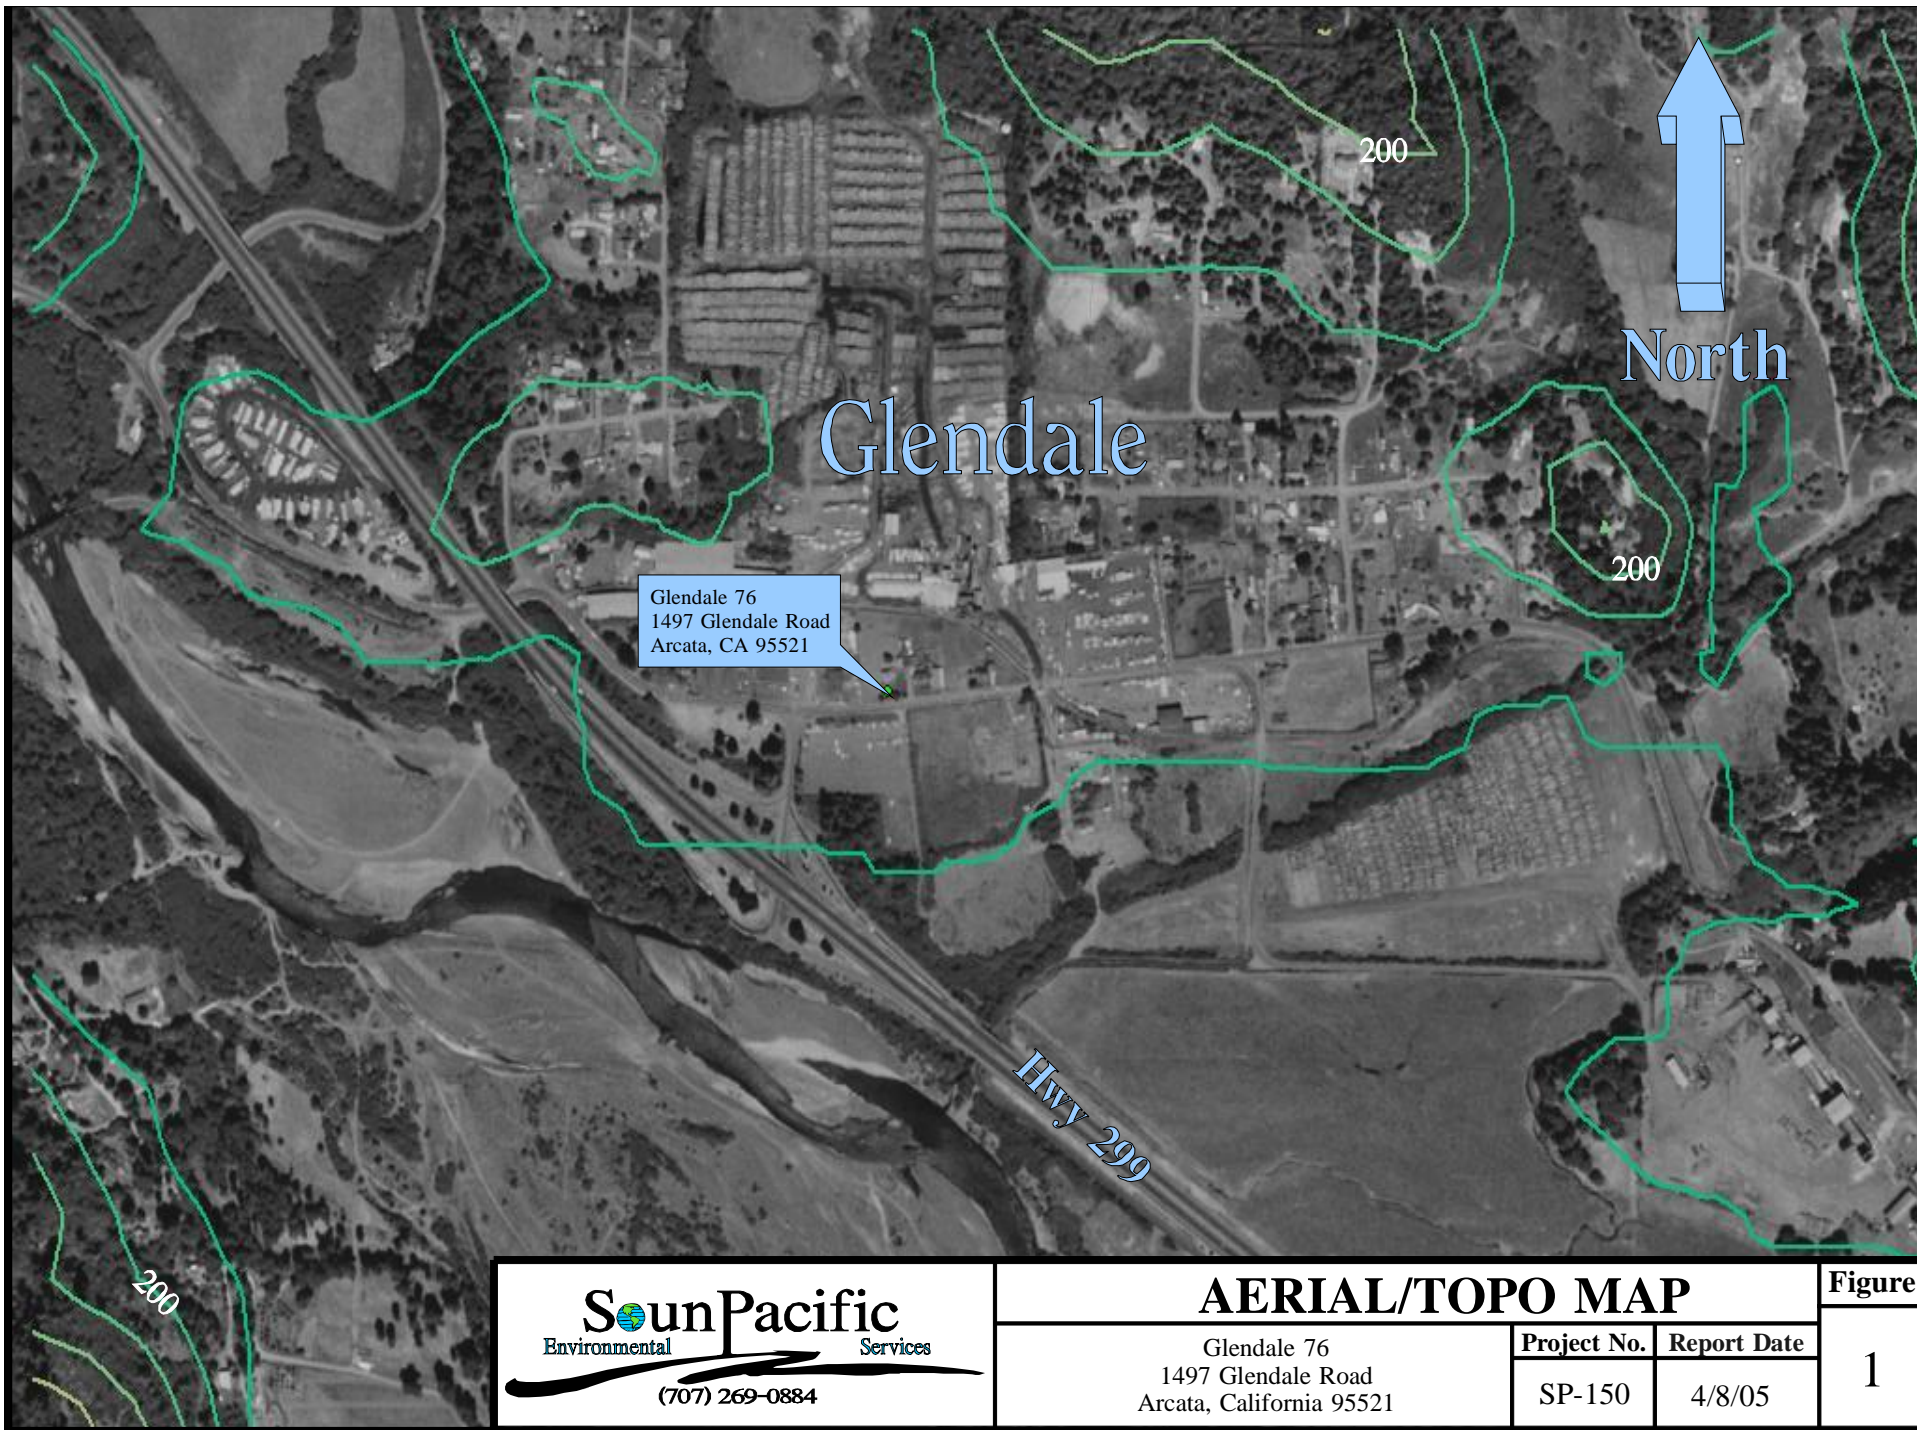 200
North
Glendale
200
Glendale 76
1497 Glendale Road
Arcata, CA 95521
Hwy 299
200
SounPacific
Environmental Services
(707) 269-0884
AERIAL/TOPO MAP
Glendale 76
1497 Glendale Road
Arcata, California 95521
Project No.
SP-150
Report Date
4/8/05
Figure
1